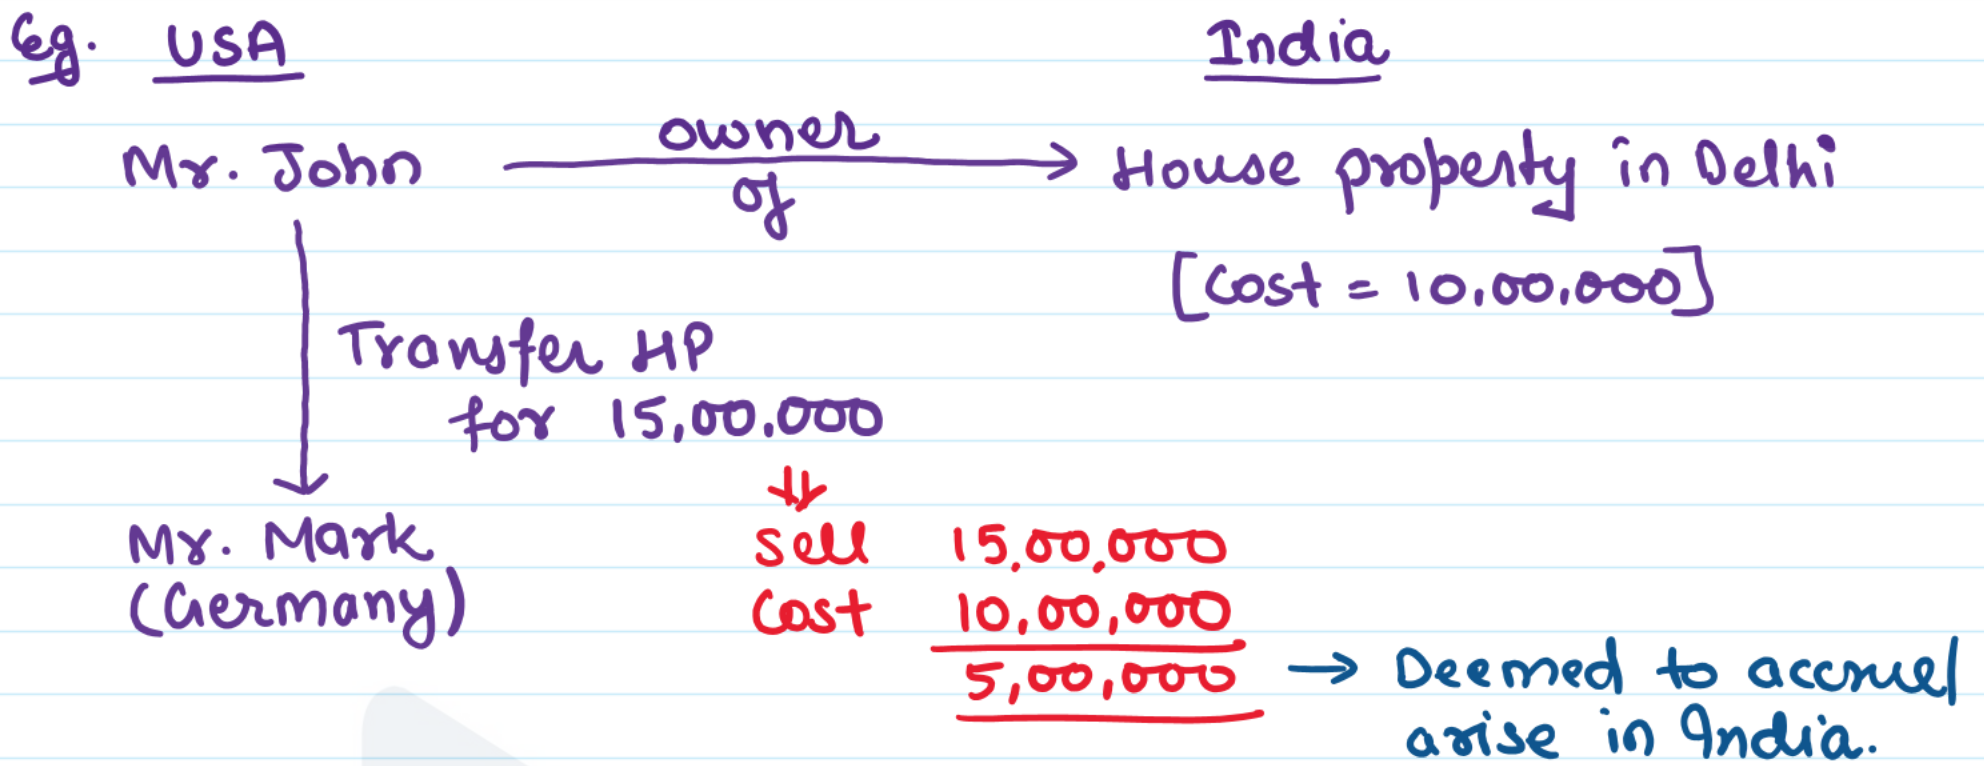 Eg. USA India
Mr. John owner of House property in Delhi
[Cost = 10,00,000]
Transfer HP
for 15,00,000
Mr. Mark
(Germany)
Sell 15,00,000
Cost 10,00,000
5,00,000 → Deemed to accrue/
arise in India.